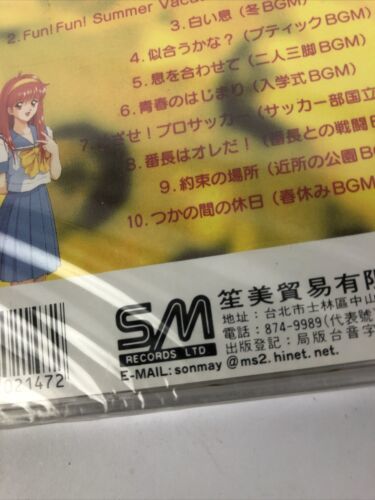 2. Fun! Fun! Summer Vaca
3. 白い息（冬BGM）
4. 似合うかな？（ブティックBGM）
5. 息を合わせて（二人三脚BGM）
6. 青春のはじまり（入学式BGM）
7. ざせ！プロサッカー（サッカー部国立
8. 番長はオレだ！（番長との戦闘B
9. 約束の場所（近所の公園BG
10. つかの間の休日（春休みBGM）
SM
RECORDS LTD
笙美貿易有限
地址：台北市士林區中山
電話：874-9989(代表號)
出版登記：局版台音字
E-MAIL: sonmay @ms2. hinet. net.
021472